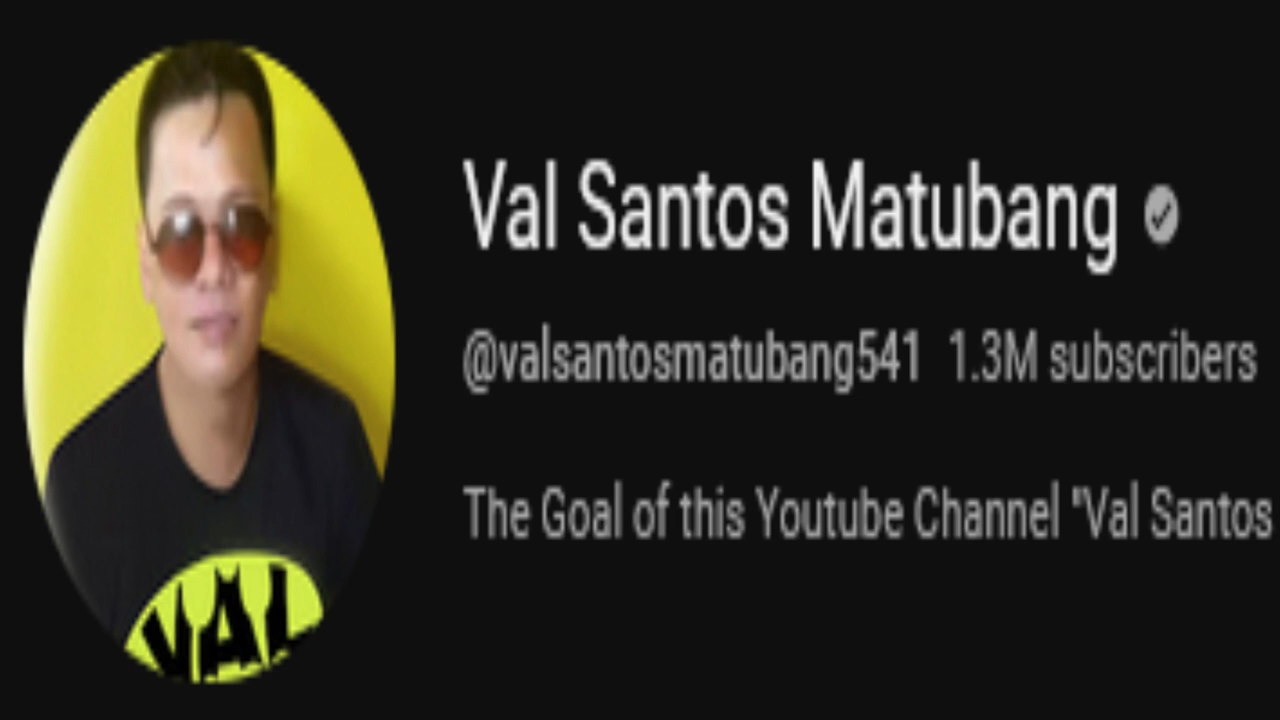 Val Santos Matubang
@valsantosmatubang541 1.3M subscribers
The Goal of this Youtube Channel "Val Santos
VAL